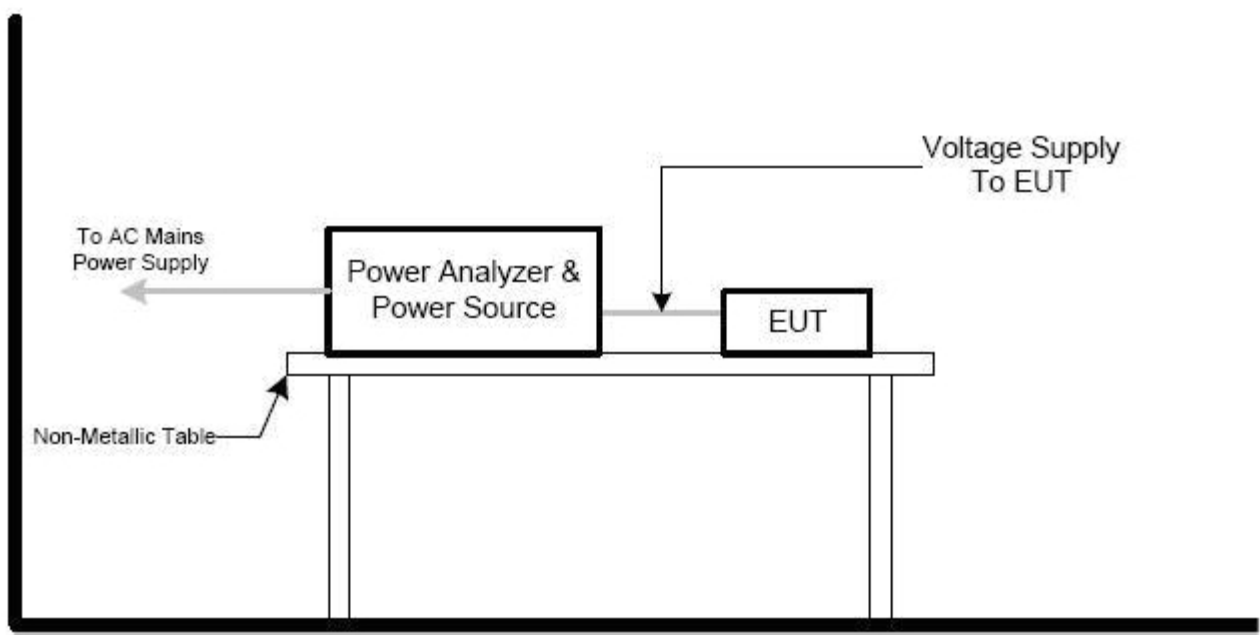 Voltage Supply
To EUT
To AC Mains
Power Supply
Power Analyzer &
Power Source
EUT
Non-Metallic Table